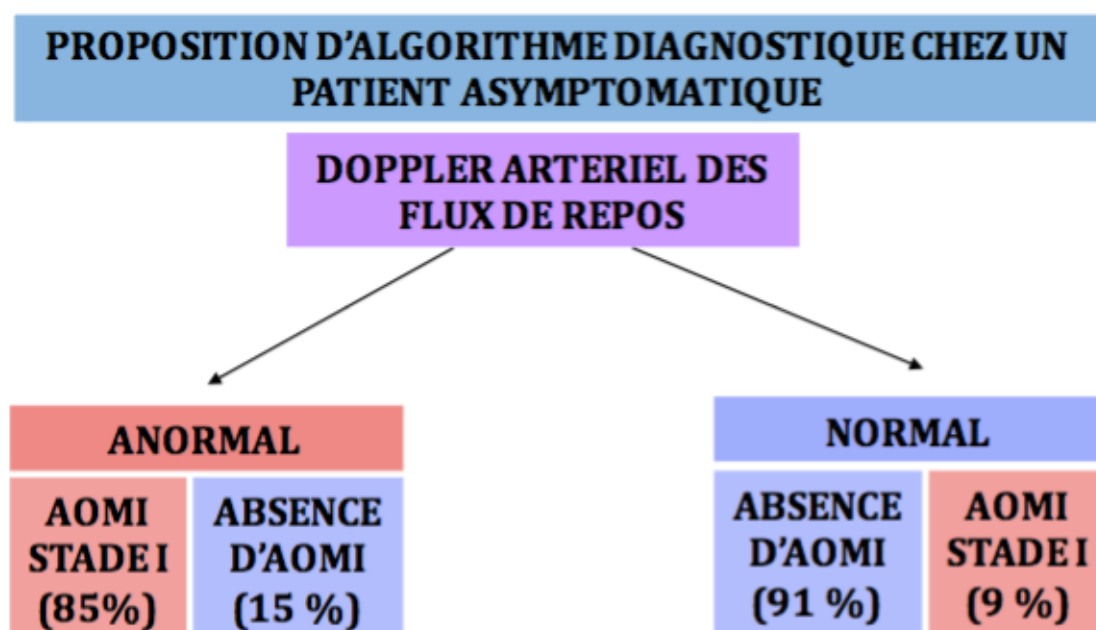 PROPOSITION D'ALGORITHME DIAGNOSTIQUE CHEZ UN
PATIENT ASYMPTOMATIQUE
DOPPLER ARTERIEL DES
FLUX DE REPOS
ANORMAL
AOMI
STADE I
(85%)
ABSENCE
D'AOMI
(15 %)
NORMAL
ABSENCE
D'AOMI
(91 %)
AOMI
STADE I
(9 %)